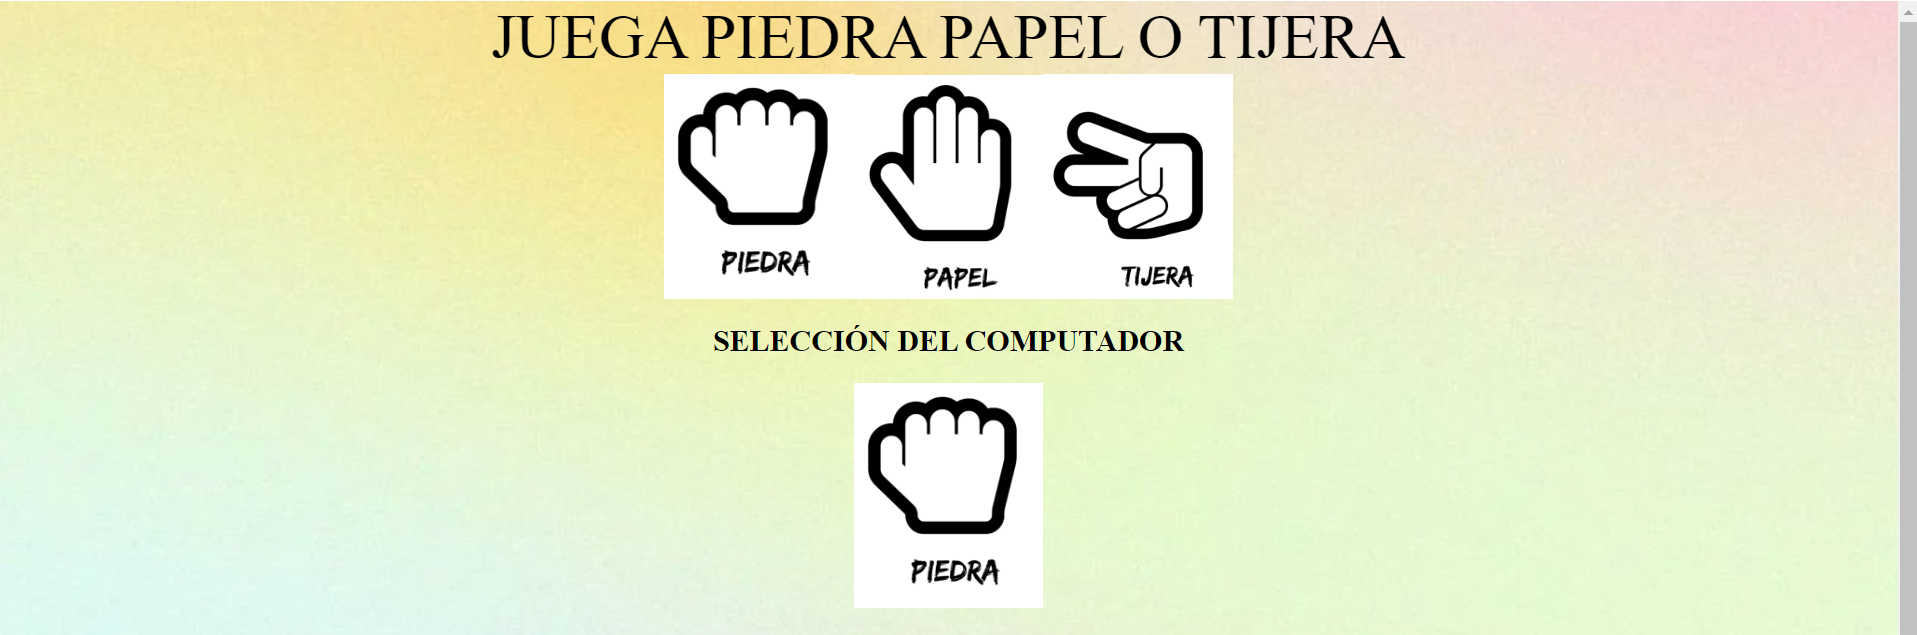 JUEGA PIEDRA PAPEL O TIJERA
PIEDRA
PAPEL
TIJERA
SELECCIÓN DEL COMPUTADOR
PIEDRA